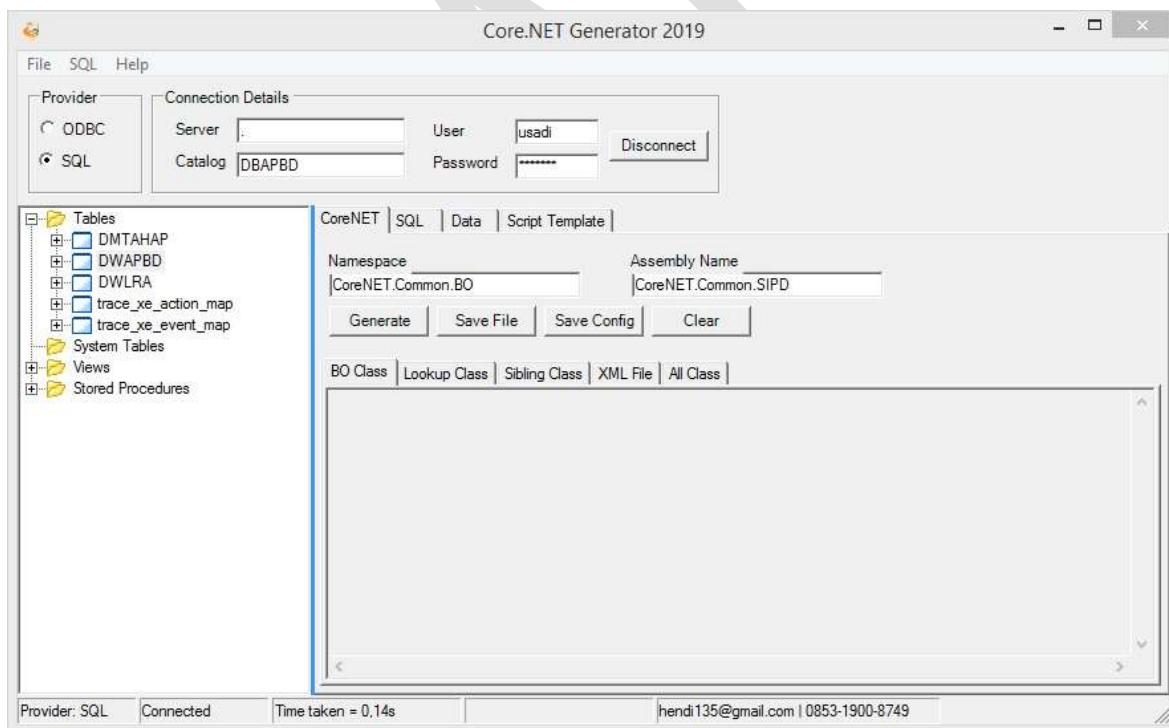 Core.NET Generator 2019
File SQL Help
Provider
ODBC
SQL
Connection Details
Server .
Catalog DBAPBD
User usadi
Password *******
Disconnect
Tables
DMTAHAP
DWAPBD
DWLRA
trace_xe_action_map
trace_xe_event_map
System Tables
Views
Stored Procedures
CoreNET SQL Data Script Template
Namespace Assembly Name
CoreNET.Common.BO CoreNET.Common.SIPD
Generate Save File Save Config Clear
BO Class Lookup Class Sibling Class XML File All Class
Provider: SQL Connected Time taken = 0,14s hendi135@gmail.com | 0853-1900-8749